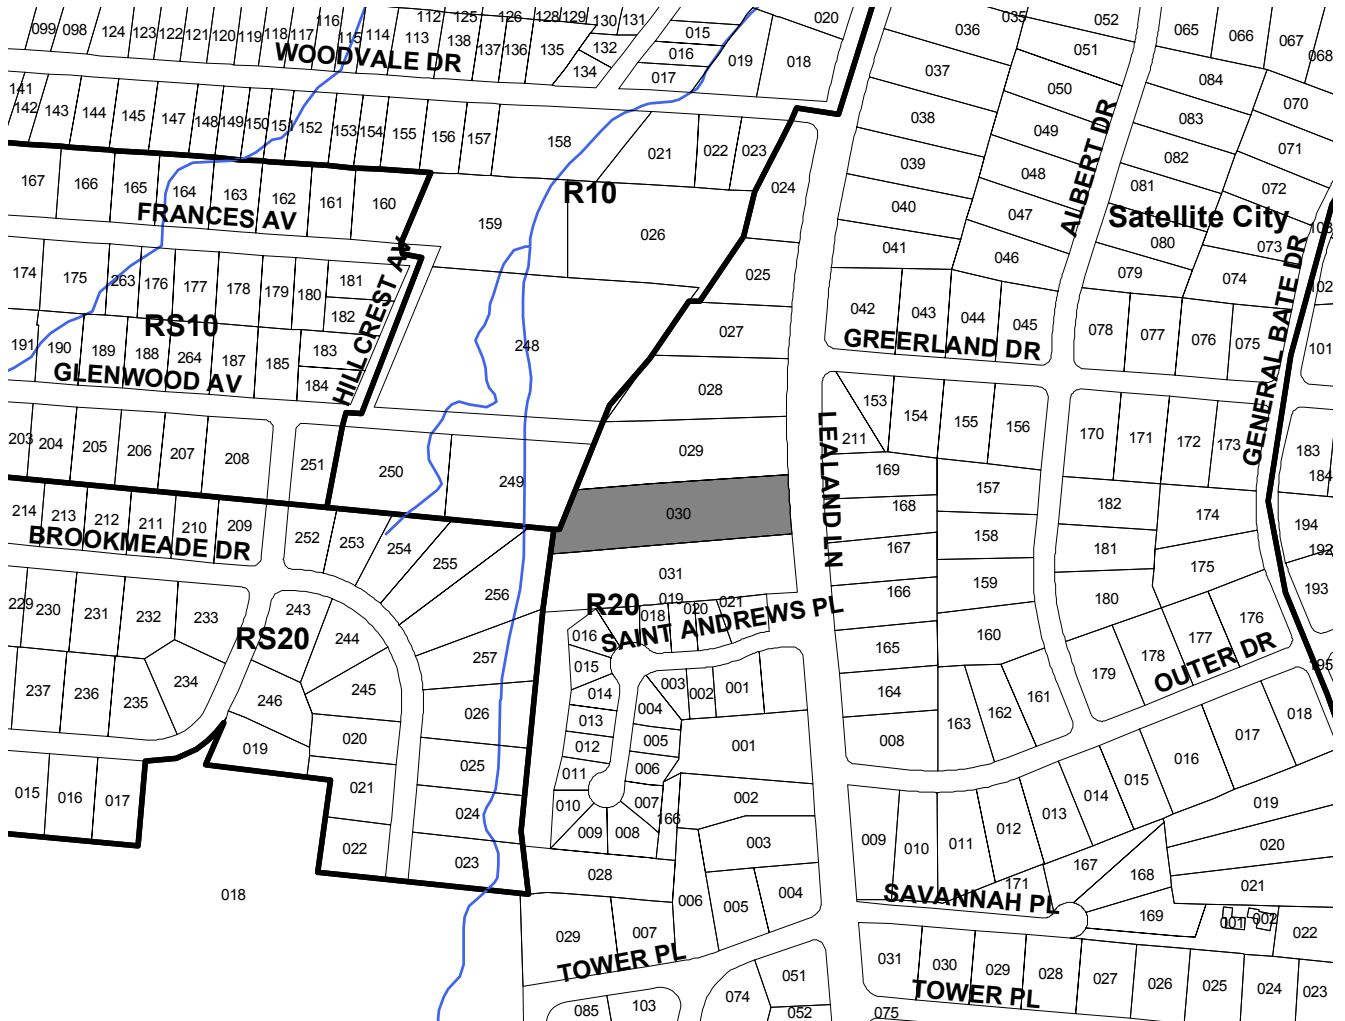 099 098 124 123 122 121 120 119 118 117 116 115 114 112 113 125 138 126 137 136 128 129 135 130 131 132 134
WOODVALE DR
015 016 017 019 018 020
036 035 052 051 065 066 067 068
037 050 084 070
141 142 143 144 145 147 148 149 150 151 152 153 154 155 156 157 158
021 022 023 038 049 083 071
ALBERT DR
167 166 165 164 163 162 161 160
R10
024 039 048 082 081 072
FRANCES AV
159 026 040 047 080 073
Satellite City
041 046 079 074
174 175 263 176 177 178 179 180 181 182
HILLCREST AV
025 042 043 044 045 078 077 076 075 102
GENERAL BATE DR
RS10
191 190 189 188 264 187 185 183 184
248 027 028
GREERLAND DR
101
GLENWOOD AV
153 154 155 156 211
LEALAND LN
203 204 205 206 207 208 251 250 249
029 169 157 170 171 172 173 183 184
030 168 158 182 174 194 192
214 213 212 211 210 209
BROOKMEADE DR
252 253 254 255 256
031 167 159 181 175 193
229 230 231 232 233 243 244
RS20
R20
018 019 020 021
SAINT ANDREWS PL
166 160 180 176 177 178 179
OUTER DR
195
237 236 235 234 246 245 257
016 015 014 013 012 011 010 009 008 007 006 005 004 003 002 001
165 164 008 163 162 161
019 020 026 025 021 024 022 023
001 002 003 004 005 006 166
018 017 016 015 014 013 012 011 010 009
015 016 017
019 020 021
018
028 029 007
167 168 171 169
SAVANNAH PL
001 002 022
TOWER PL
085 103 074 051 052
031 030 029 028 027 026 025 024 023
TOWER PL
075